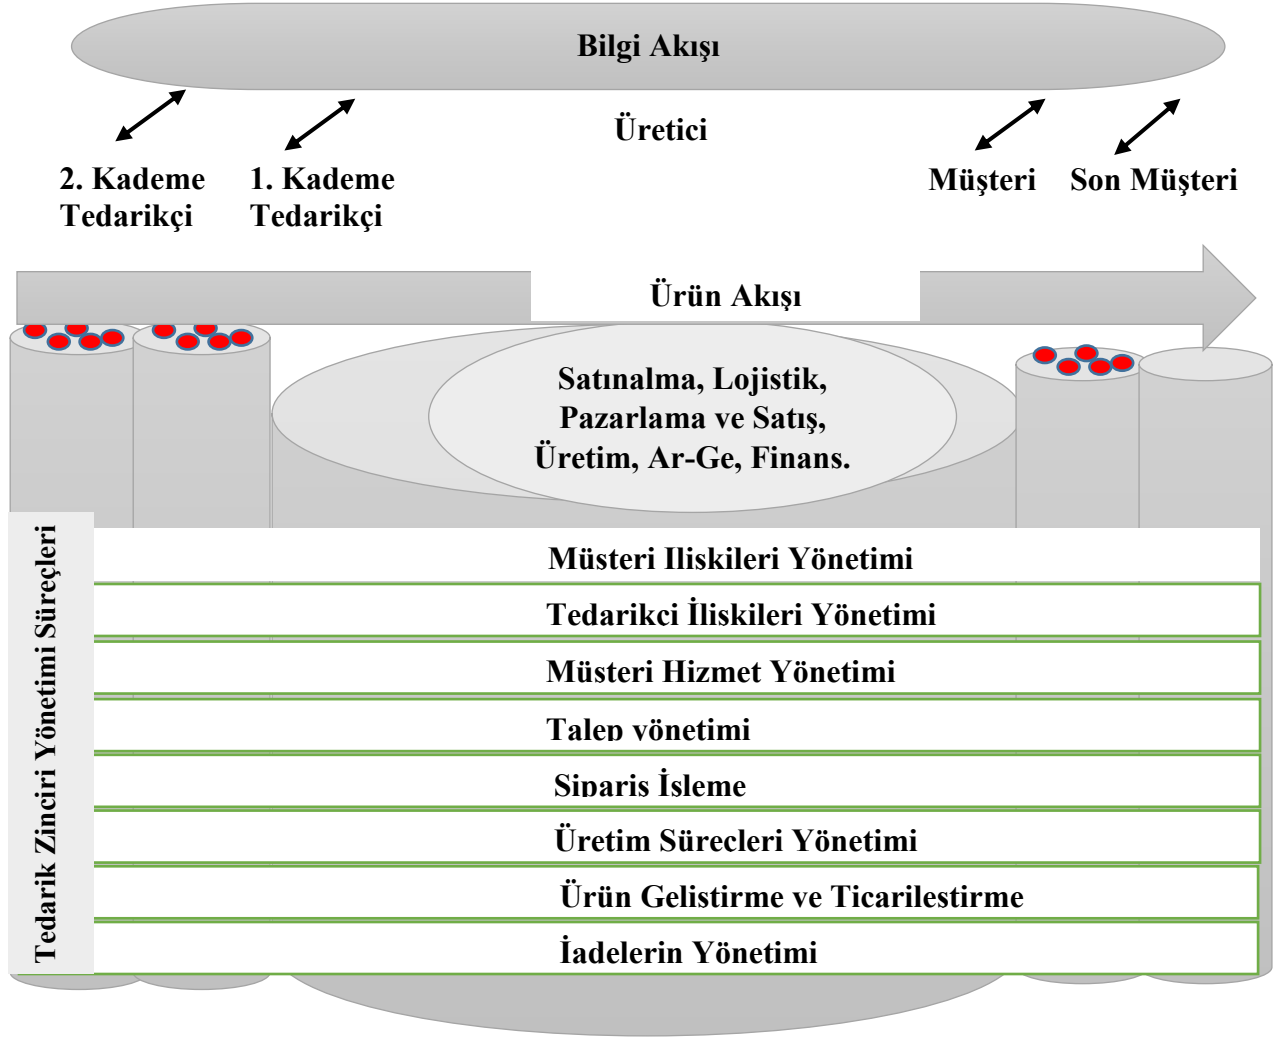 Bilgi Akışı
Üretici
2. Kademe
Tedarikçi
1. Kademe
Tedarikçi
Müşteri
Son Müşteri
Ürün Akışı
Satınalma, Lojistik,
Pazarlama ve Satış,
Üretim, Ar-Ge, Finans.
Tedarik Zinciri Yönetimi Süreçleri
Müsteri Iliskileri Yönetimi
Tedarikci İliskileri Yönetimi
Müsteri Hizmet Yönetimi
Talep yönetimi
Siparis İsleme
Üretim Sürecleri Yönetimi
Ürün Gelistirme ve Ticarilestirme
İadelerin Yönetimi